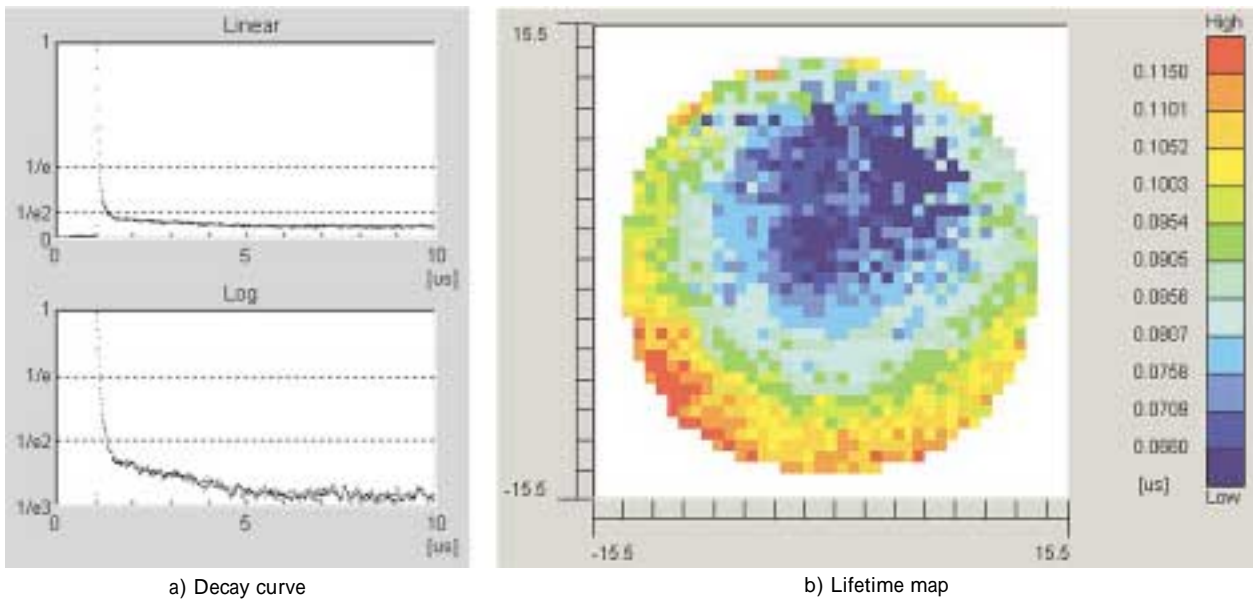 Linear
1
1/e
1/e2
0
0 5 10
[us]
Log
1
1/e
1/e2
1/e3
0 5 10
[us]
a) Decay curve
15.5
-15.5
-15.5 15.5
High
0.1150
0.1101
0.1052
0.1003
0.0954
0.0905
0.0856
0.0807
0.0758
0.0709
0.0660
[us]
Low
b) Lifetime map